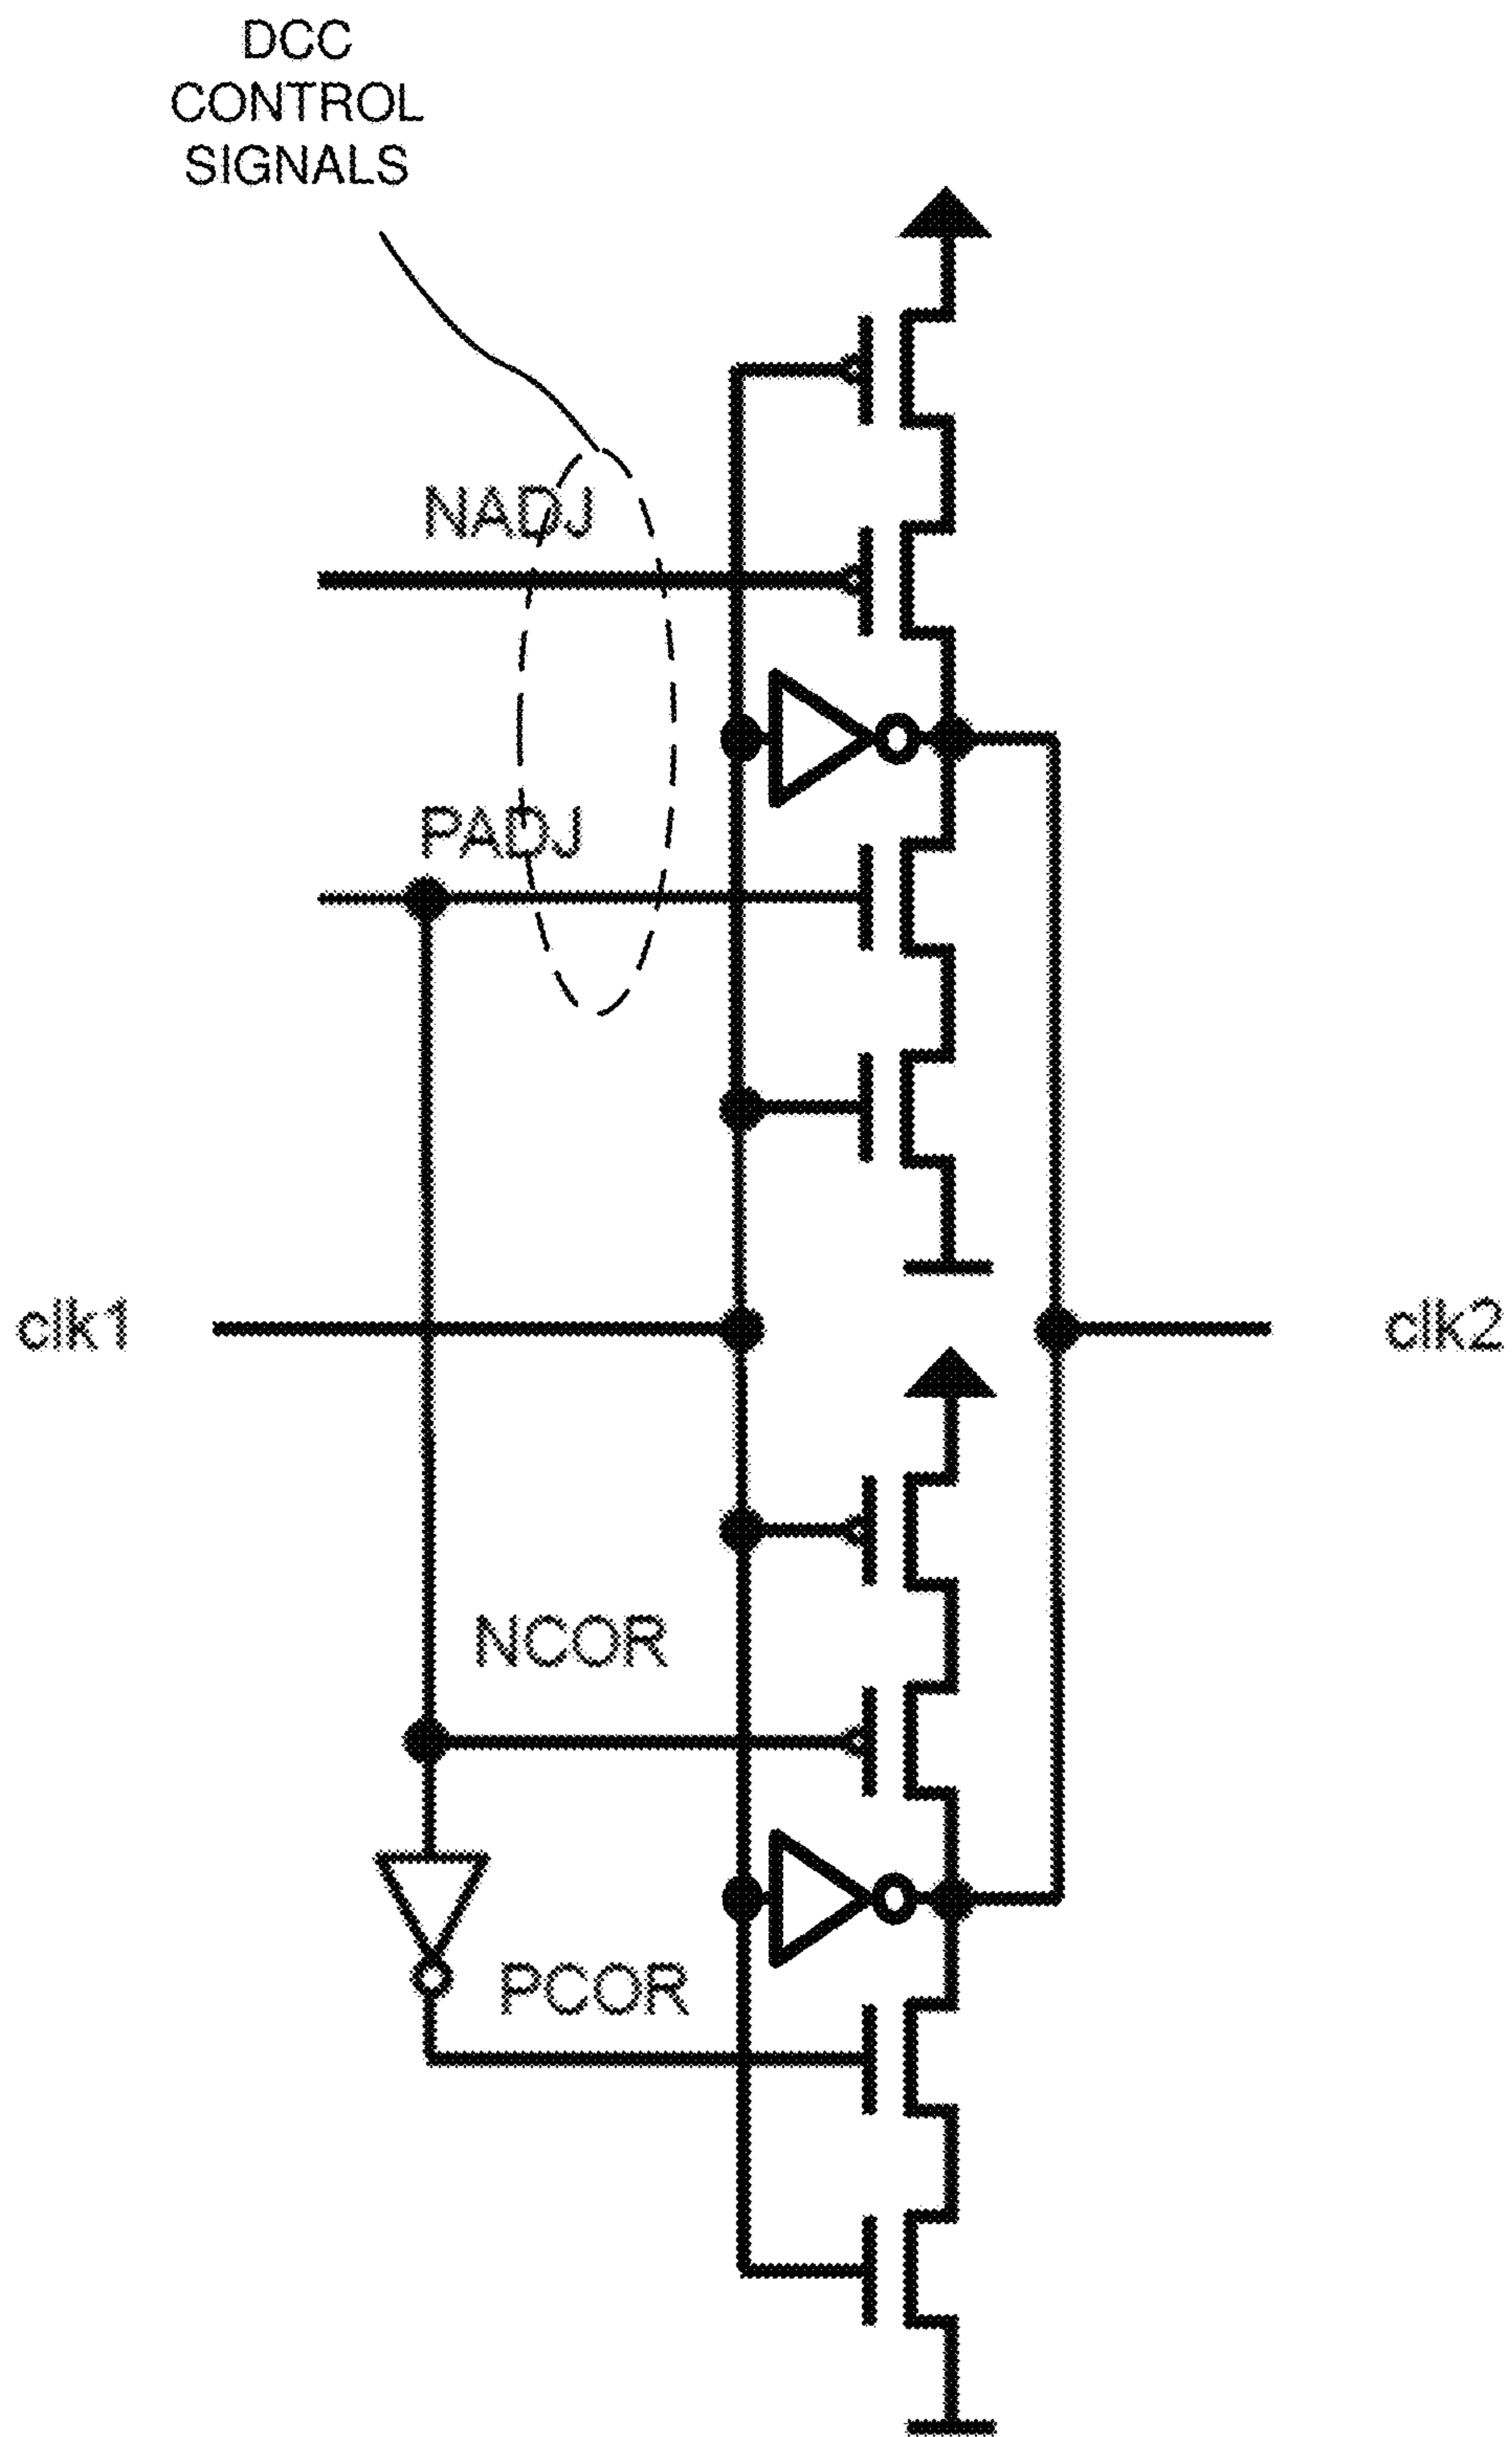 DCC
CONTROL
SIGNALS
NADJ
PADJ
clk1
clk2
NCOR
PCOR